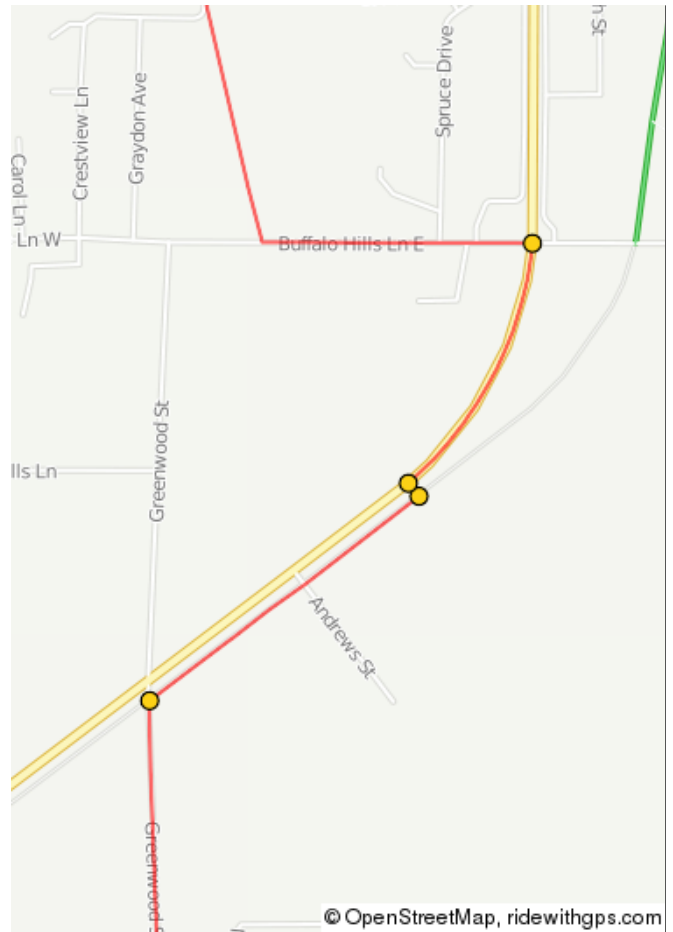 h St
Spruce Drive
Graydon Ave
Crestview Ln
Carol Ln
Ln W
Buffalo Hills Ln E
Greenwood St
lls Ln
Andrews St
Greenwood S
© OpenStreetMap, ridewithgps.com